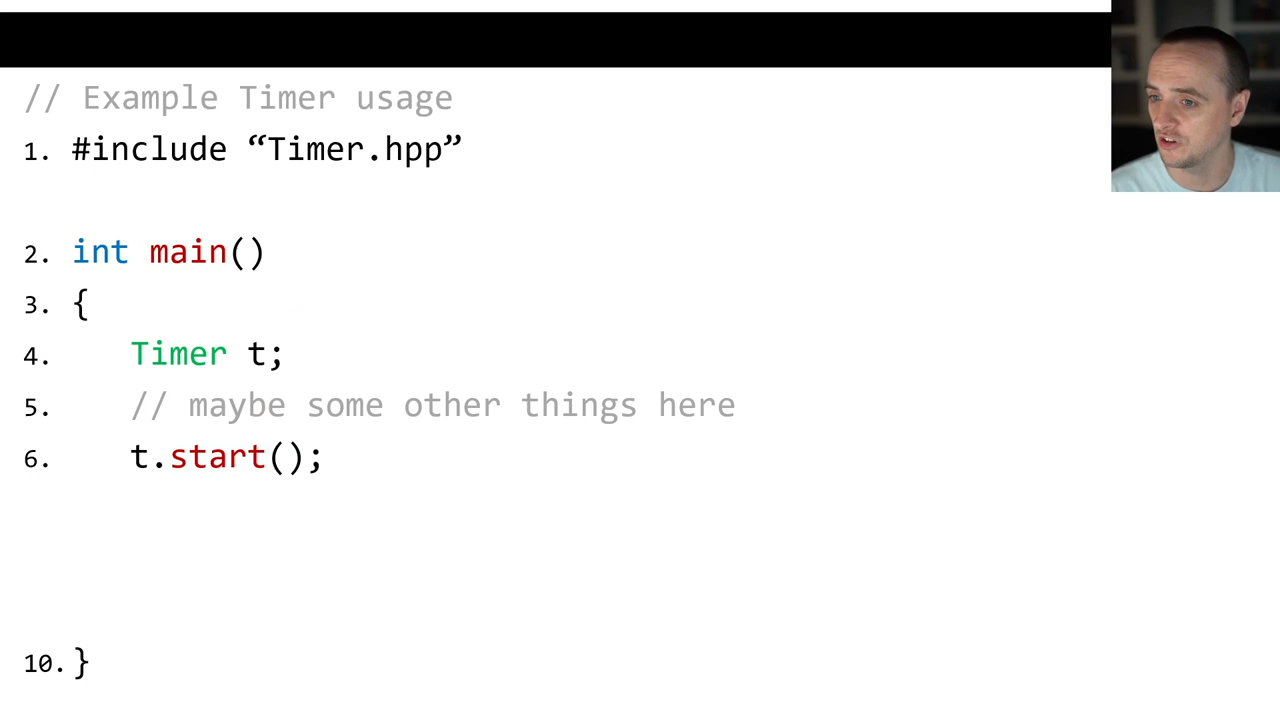 // Example Timer usage
1. #include “Timer.hpp”
2. int main()
3. {
4. Timer t;
5. // maybe some other things here
6. t.start();
10. }